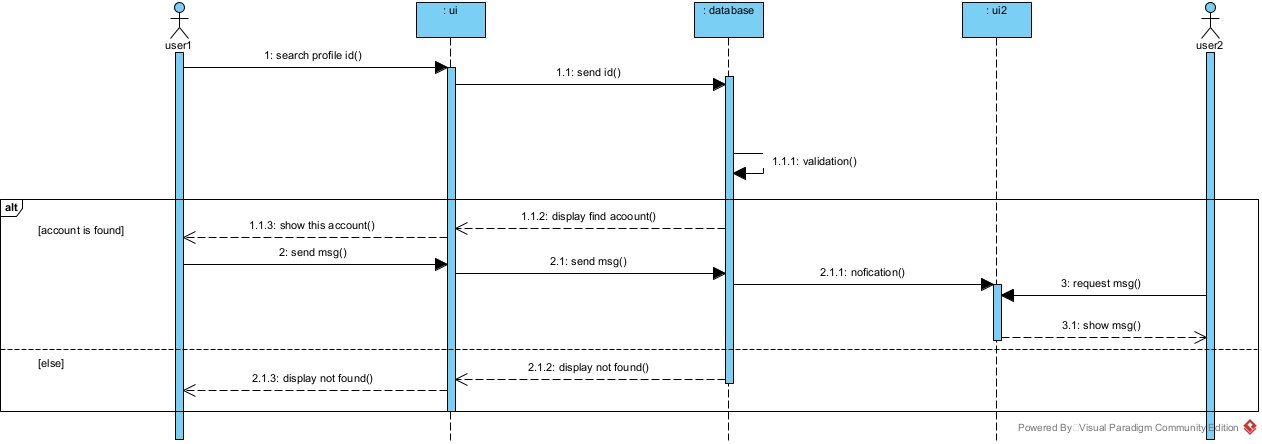 : ui
: database
: ui2
user1
user2
1: search profile id()
1.1: send id()
1.1.1: validation()
alt
[account is found]
1.1.2: display find acoount()
1.1.3: show this account()
2: send msg()
2.1: send msg()
2.1.1: nofication()
3: request msg()
3.1: show msg()
[else]
2.1.2: display not found()
2.1.3: display not found()
Powered By Visual Paradigm Community Edition